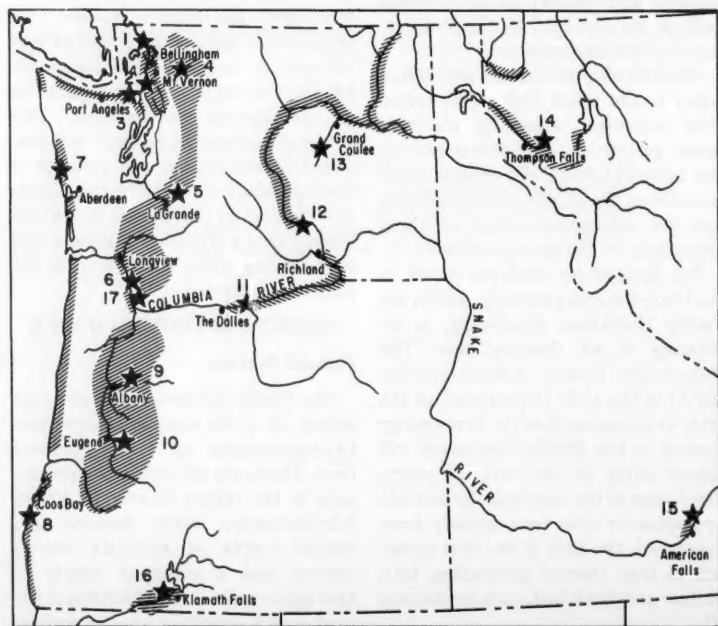 Bellingham
4
Mt. Vernon
Port Angeles
3
14
Thompson Falls
Grand
Coulee
13
7
Aberdeen
5
LaGrande
12
Richland
Longview
6
17
COLUMBIA
11
RIVER
The Dalles
SNAKE
9
Albany
Eugene
10
RIVER
Coos Bay
8
15
American
Falls
16
Klamath Falls